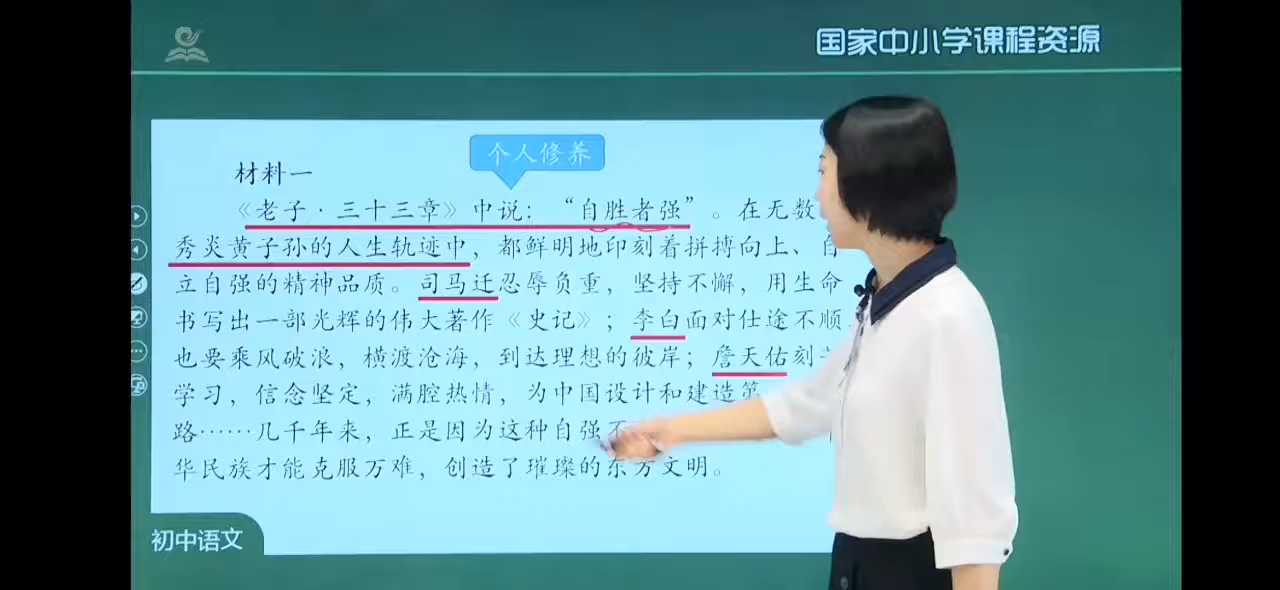 国家中小学课程资源
个人修养
材料一
《老子·三十三章》中说：“自胜者强”。在无数
秀炎黄子孙的人生轨迹中，都鲜明地印刻着拼搏向上、自
立自强的精神品质。司马迁忍辱负重，坚持不懈，用生命
书写出一部光辉的伟大著作《史记》；李白面对仕途不顺
也要乘风破浪，横渡沧海，到达理想的彼岸；詹天佑刻
学习，信念坚定，满腔热情，为中国设计和建造第
路……几千年来，正是因为这种自强不
华民族才能克服万难，创造了璀璨的东方文明。
初中语文